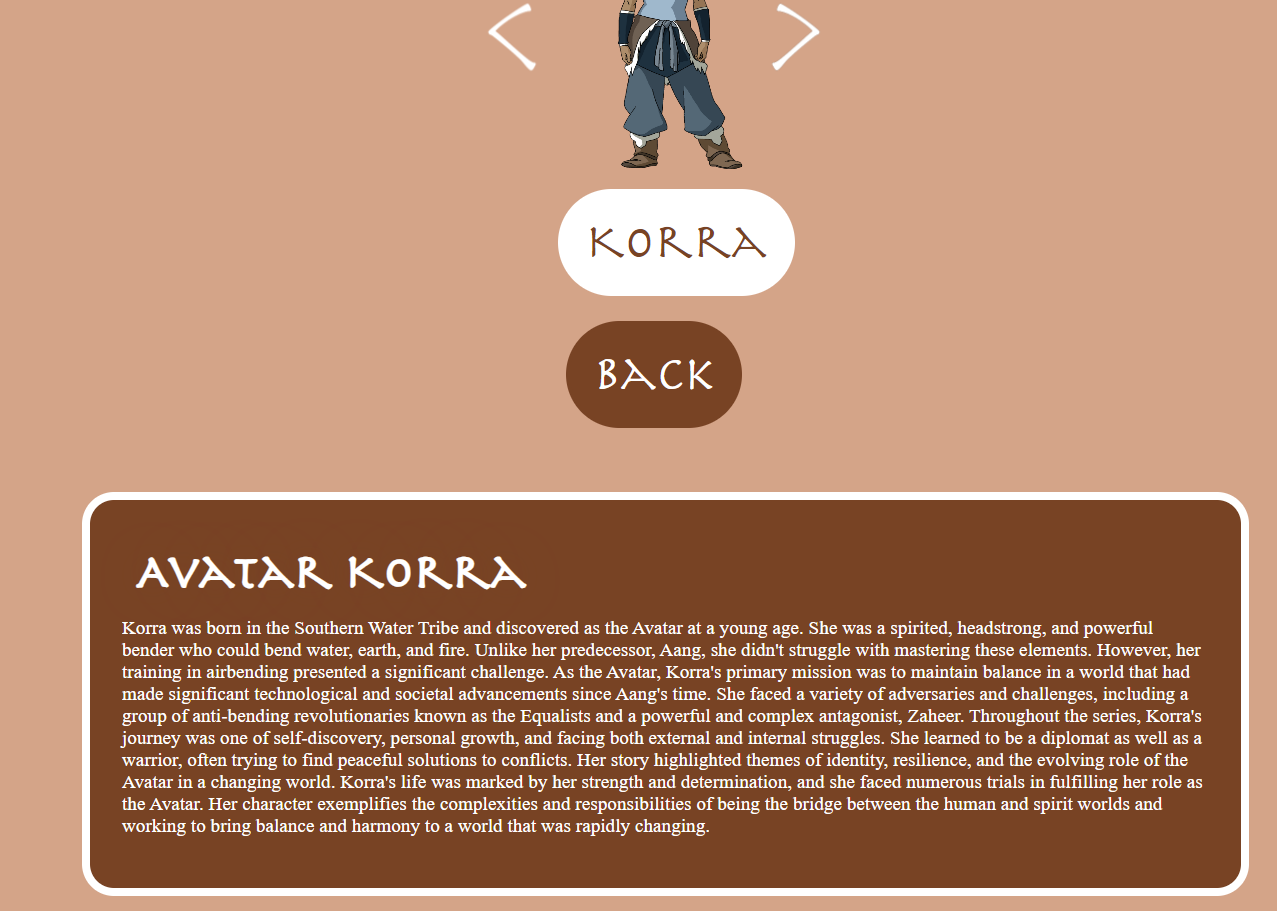 KORRA
BACK
AVATAR KORRA
Korra was born in the Southern Water Tribe and discovered as the Avatar at a young age. She was a spirited, headstrong, and powerful
bender who could bend water, earth, and fire. Unlike her predecessor, Aang, she didn't struggle with mastering these elements. However, her
training in airbending presented a significant challenge. As the Avatar, Korra's primary mission was to maintain balance in a world that had
made significant technological and societal advancements since Aang's time. She faced a variety of adversaries and challenges, including a
group of anti-bending revolutionaries known as the Equalists and a powerful and complex antagonist, Zaheer. Throughout the series, Korra's
journey was one of self-discovery, personal growth, and facing both external and internal struggles. She learned to be a diplomat as well as a
warrior, often trying to find peaceful solutions to conflicts. Her story highlighted themes of identity, resilience, and the evolving role of the
Avatar in a changing world. Korra's life was marked by her strength and determination, and she faced numerous trials in fulfilling her role as
the Avatar. Her character exemplifies the complexities and responsibilities of being the bridge between the human and spirit worlds and
working to bring balance and harmony to a world that was rapidly changing.